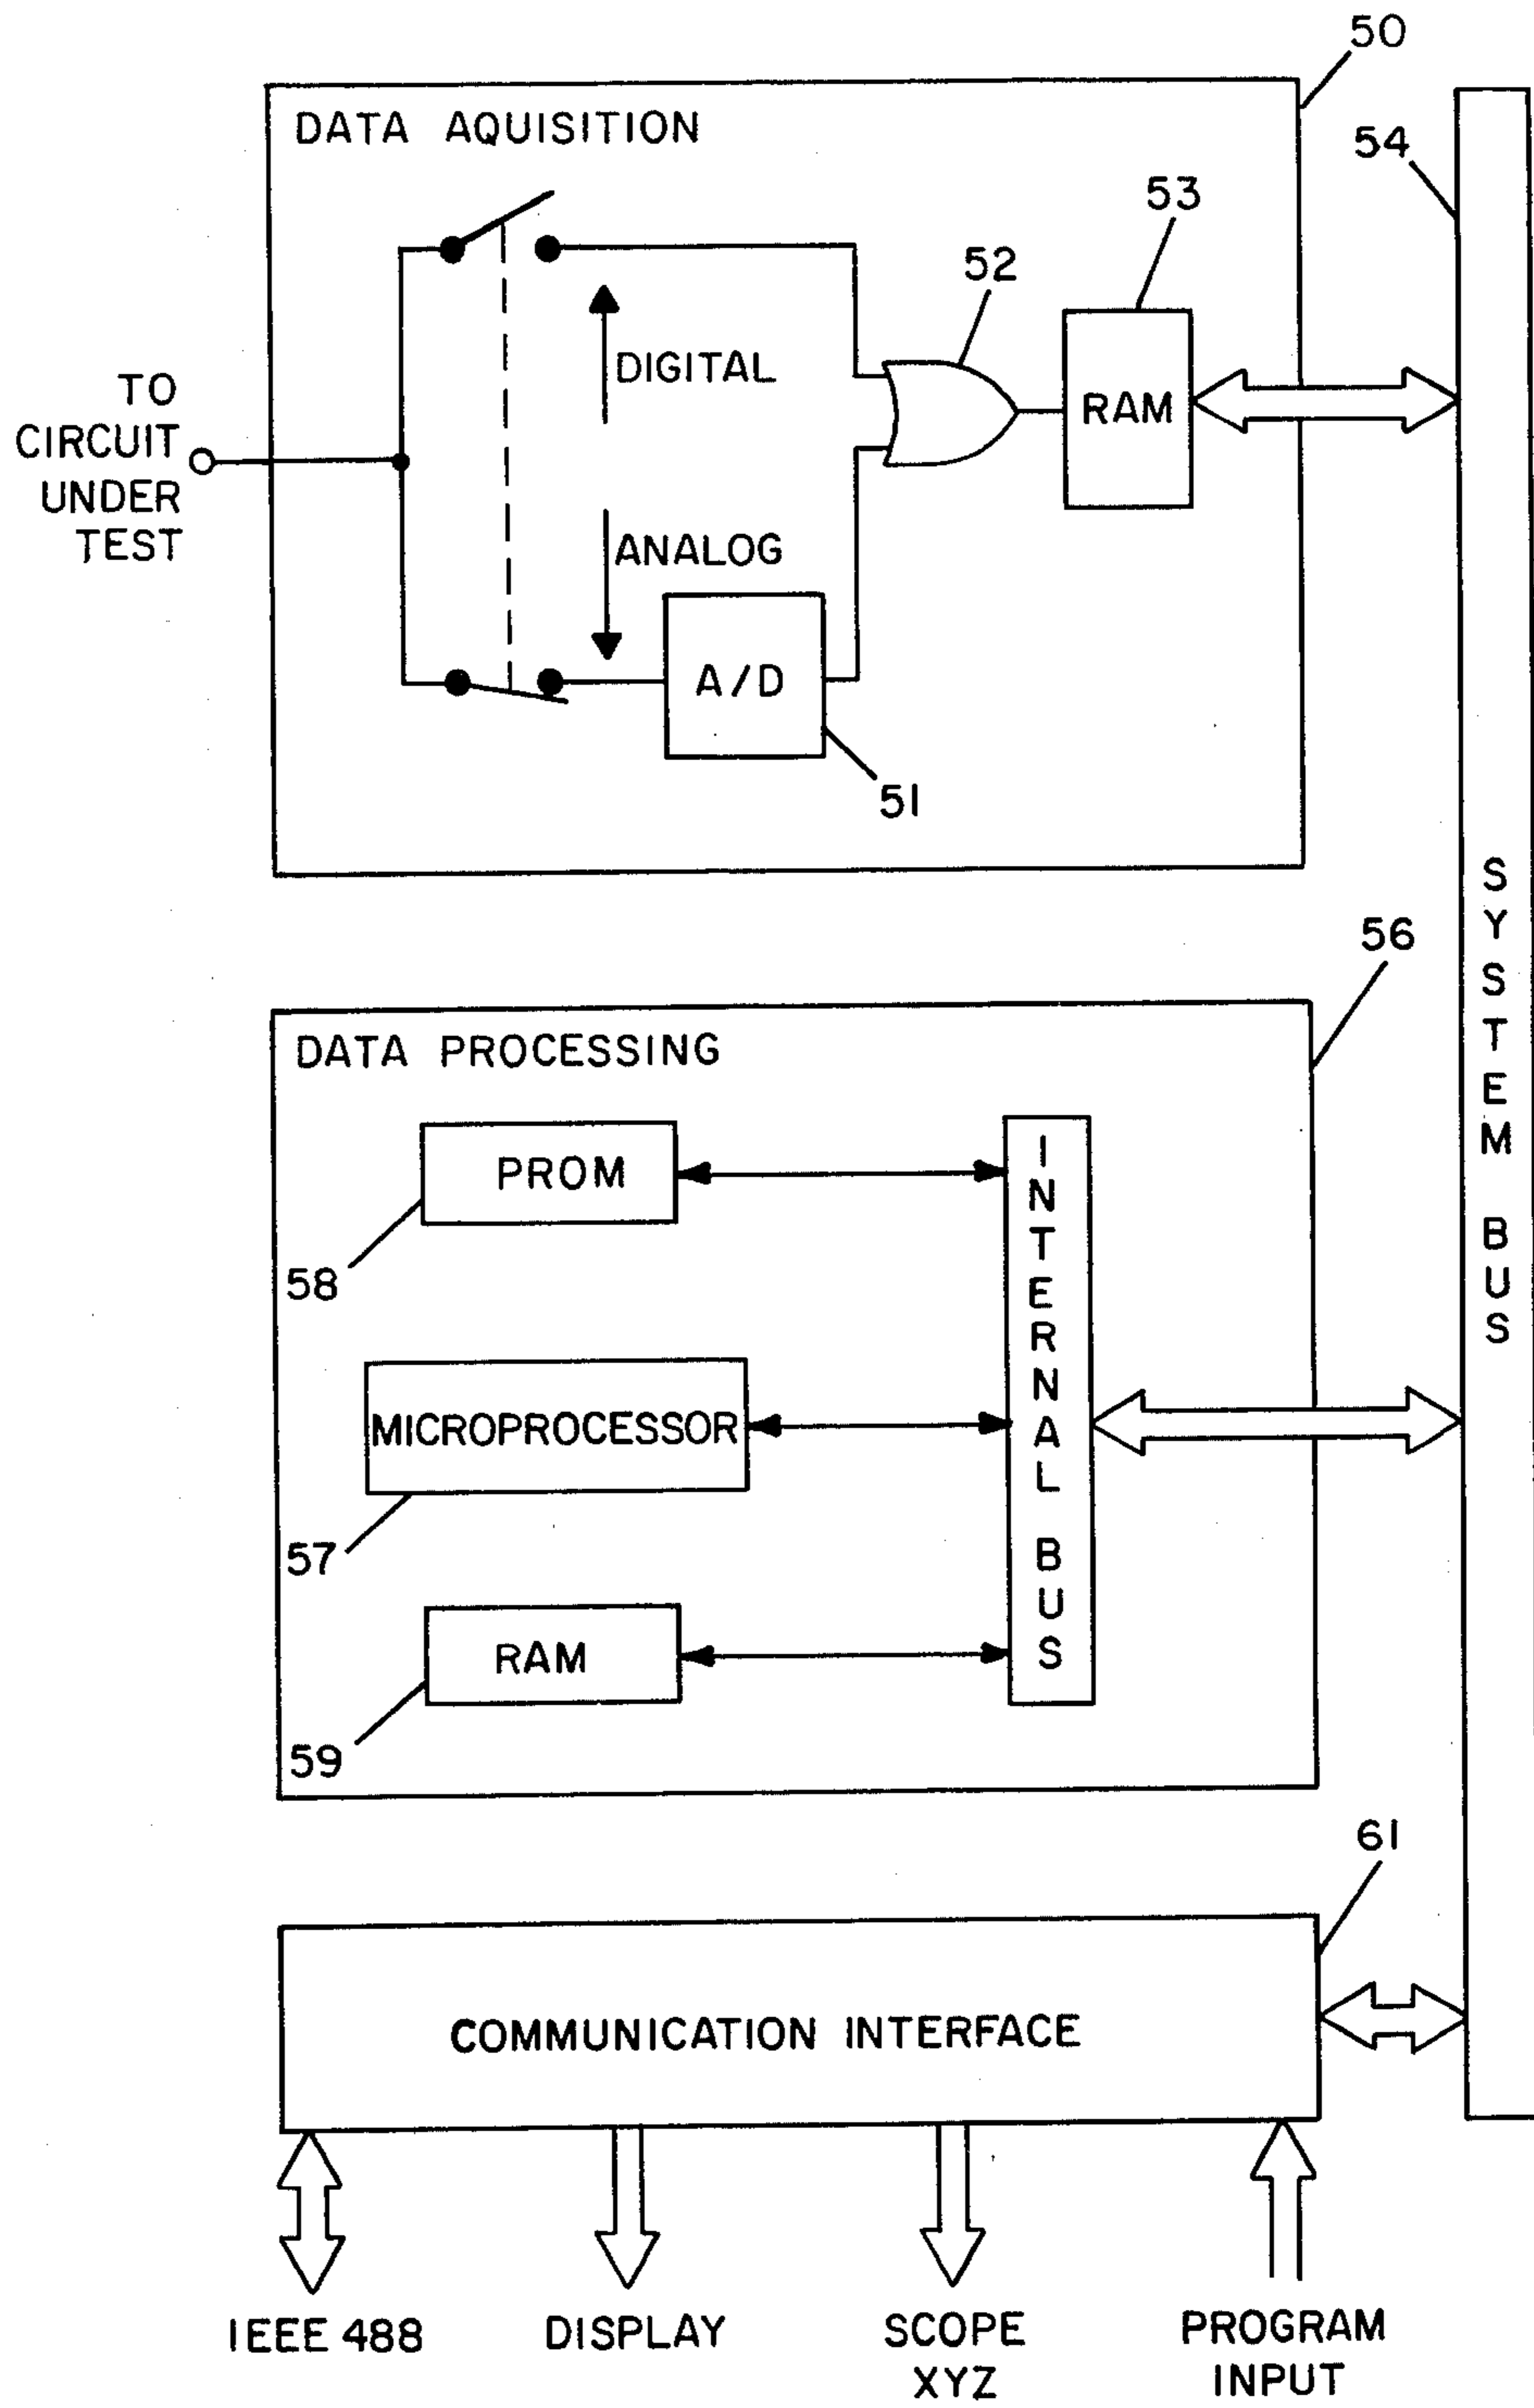 50
DATA AQUISITION
54
53
52
DIGITAL
TO
CIRCUIT
UNDER
TEST
RAM
ANALOG
A/D
51
SYSTEM BUS
56
DATA PROCESSING
PROM
58
INTERNAL BUS
MICROPROCESSOR
57
RAM
59
61
COMMUNICATION INTERFACE
IEEE 488
DISPLAY
SCOPE
XYZ
PROGRAM
INPUT